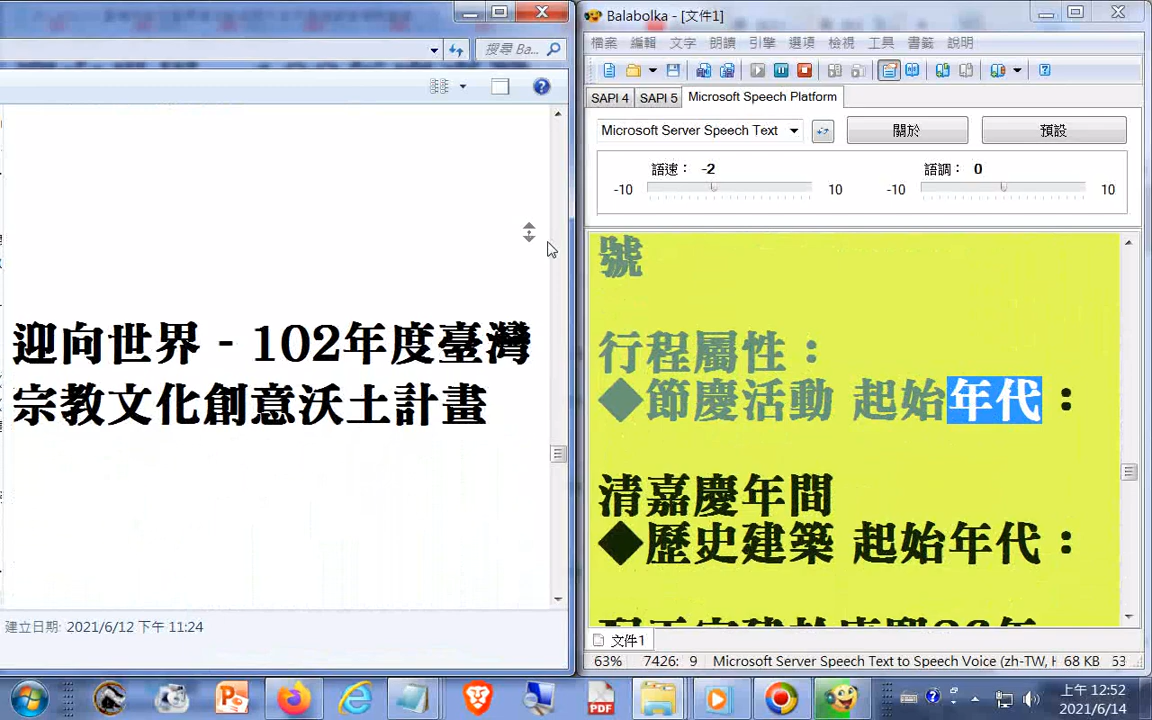 搜尋 Ba...
迎向世界 - 102年度臺灣
宗教文化創意沃土計畫
建立日期: 2021/6/12 下午 11:24
Balabolka - [文件1]
檔案 編輯 文字 朗讀 引擎 選項 檢視 工具 書籤 說明
SAPI 4 SAPI 5 Microsoft Speech Platform
Microsoft Server Speech Text 關於 預設
語速： -2 語調： 0
-10 10 -10 10
號
行程屬性：
◆節慶活動 起始年代：
清嘉慶年間
◆歷史建築 起始年代：
文件1
63% 7426: 9 Microsoft Server Speech Text to Speech Voice (zh-TW, H 68 KB 53
PDF
上午 12:52
2021/6/14